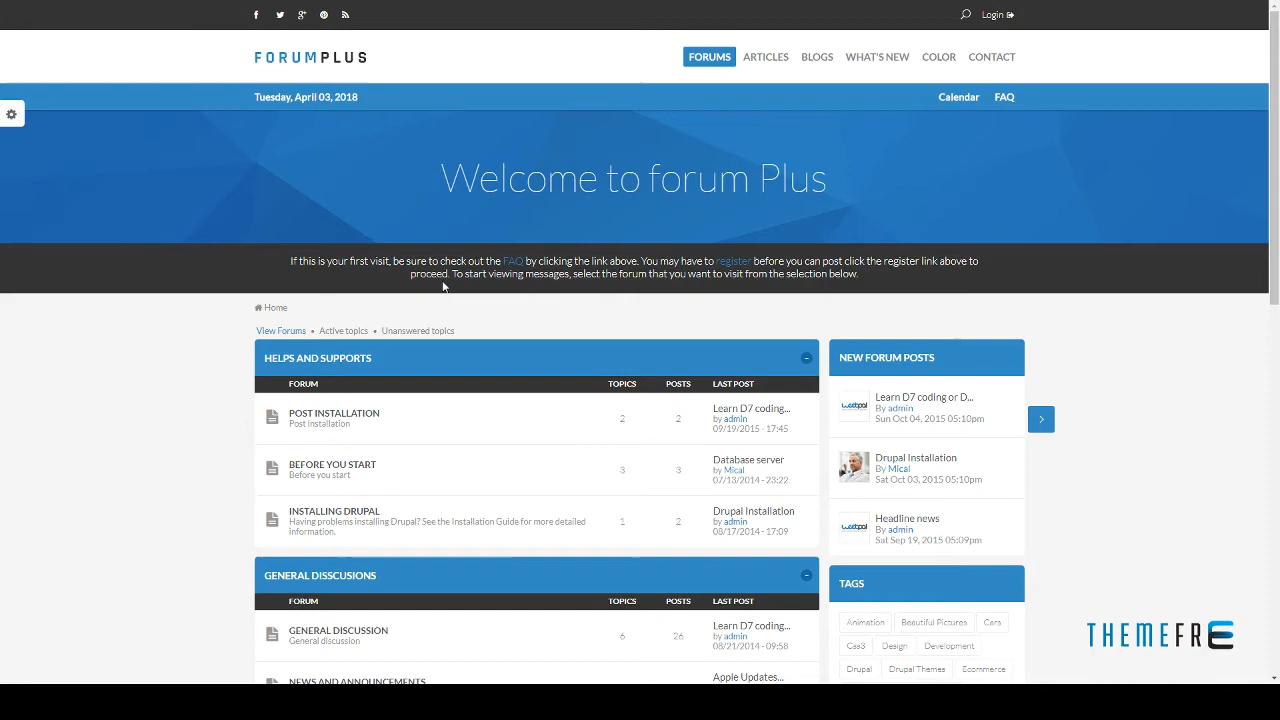 Login
FORUMPLUS
FORUMS ARTICLES BLOGS WHAT'S NEW COLOR CONTACT
Tuesday, April 03, 2018
Calendar FAQ
Welcome to forum Plus
If this is your first visit, be sure to check out the FAQ by clicking the link above. You may have to register before you can post click the register link above to
proceed. To start viewing messages, select the forum that you want to visit from the selection below.
Home
View Forums • Active topics • Unanswered topics
HELPS AND SUPPORTS
FORUM TOPICS POSTS LAST POST
POST INSTALLATION
Post installation
2 2
Learn D7 coding...
by admin
09/19/2015 - 17:45
BEFORE YOU START
Before you start
3 3
Database server
by Mical
07/13/2014 - 23:22
INSTALLING DRUPAL
Having problems installing Drupal? See the Installation Guide for more detailed
information.
1 2
Drupal Installation
by admin
08/17/2014 - 17:09
GENERAL DISSCUSIONS
FORUM TOPICS POSTS LAST POST
GENERAL DISCUSSION
General discussion
6 26
Learn D7 coding...
by admin
08/21/2014 - 09:58
NEWS AND ANNOUNCEMENTS
Apple Updates...
NEW FORUM POSTS
Learn D7 coding or D...
By admin
Sun Oct 04, 2015 05:10pm
Drupal Installation
By Mical
Sat Oct 03, 2015 05:10pm
Headline news
By admin
Sat Sep 19, 2015 05:09pm
TAGS
Animation Beautiful Pictures Cars
Css3 Design Development
Drupal Drupal Themes Ecommerce
THEMEFRE